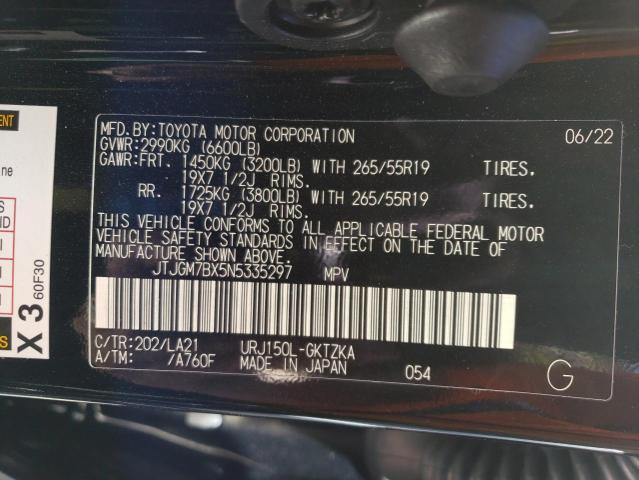 MFD.BY:TOYOTA MOTOR CORPORATION 06/22
GVWR:2990KG (6600LB)
GAWR:FRT. 1450KG (3200LB) WITH 265/55R19 TIRES.
19X7 1/2J RIMS.
RR. 1725KG (3800LB) WITH 265/55R19 TIRES.
19X7 1/2J RIMS.
THIS VEHICLE CONFORMS TO ALL APPLICABLE FEDERAL MOTOR
VEHICLE SAFETY STANDARDS IN EFFECT ON THE DATE OF
MANUFACTURE SHOWN ABOVE.
JTJGM7BX5N5335297 MPV
C/TR:202/LA21 URJ150L-GKTZKA
A/TM: /A760F MADE IN JAPAN 054 G
X 3
60F30